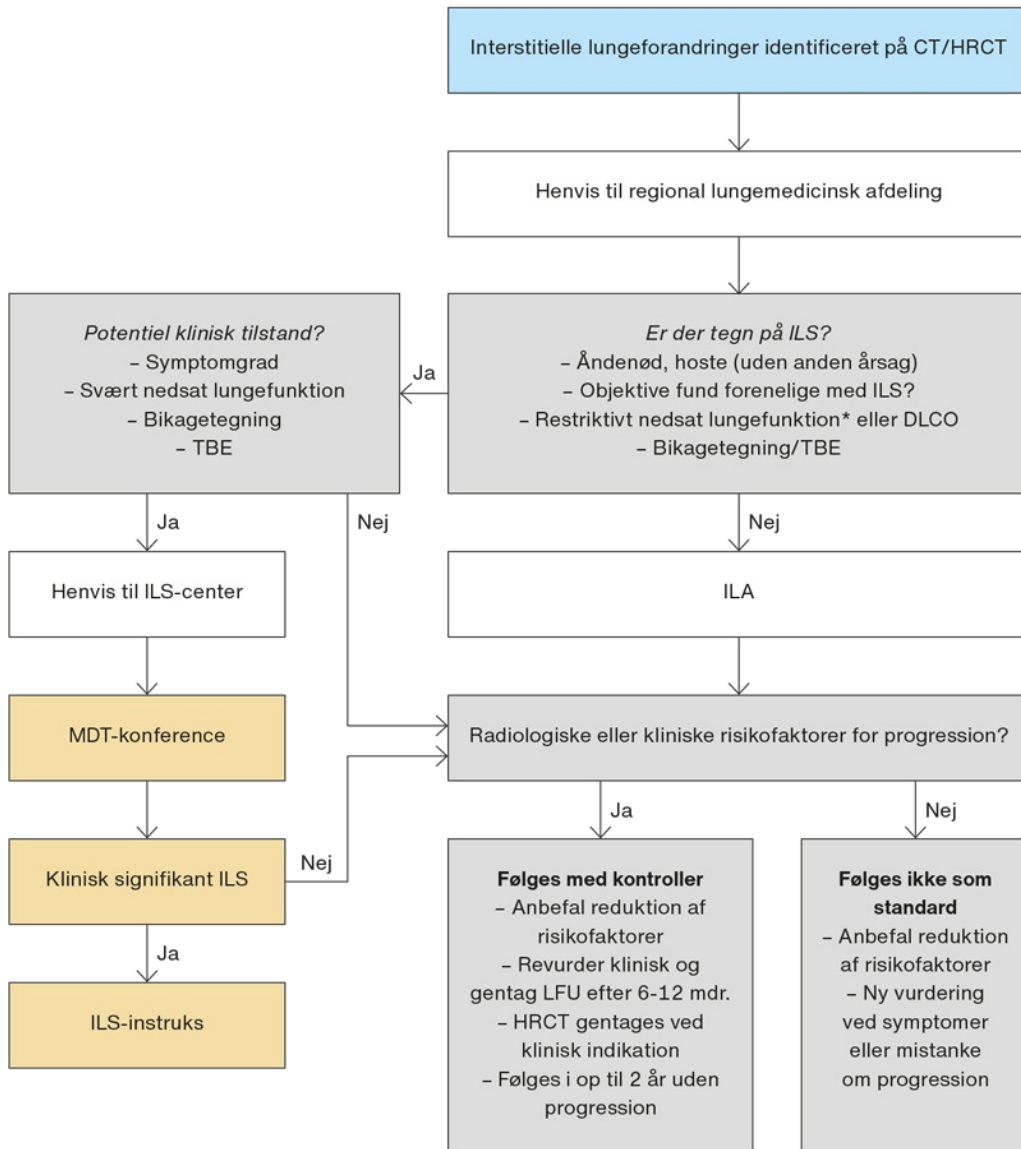 Interstitielle lungeforandringer identificeret på CT/HRCT
Henvis til regional lungemedicinsk afdeling
Er der tegn på ILS?
– Åndenød, hoste (uden anden årsag)
– Objektive fund forenelige med ILS?
– Restriktivt nedsat lungefunktion* eller DLCO
– Bikagetegning/TBE
Ja
Potentiel klinisk tilstand?
– Symptomgrad
– Svært nedsat lungefunktion
– Bikagetegning
– TBE
Ja
Nej
Nej
Henvis til ILS-center
ILA
MDT-konference
Radiologiske eller kliniske risikofaktorer for progression?
Klinisk signifikant ILS
Nej
Ja
ILS-instruks
Ja
Nej
Følges med kontroller
– Anbefal reduktion af
risikofaktorer
– Revurder klinisk og
gentag LFU efter 6-12 mdr.
– HRCT gentages ved
klinisk indikation
– Følges i op til 2 år uden
progression
Følges ikke som
standard
– Anbefal reduktion
af risikofaktorer
– Ny vurdering
ved symptomer
eller mistanke
om progression